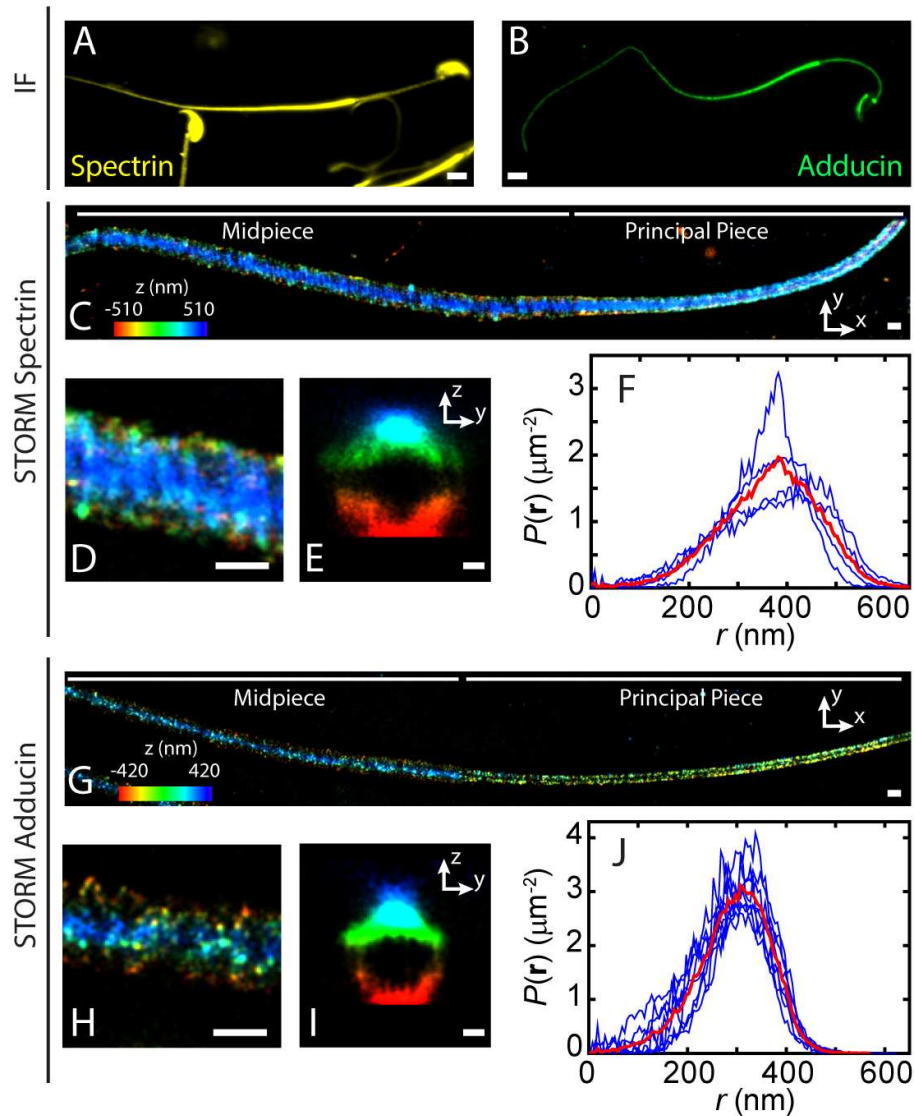 IF
A
Spectrin
B
Adducin
STORM Spectrin
Midpiece
Principal Piece
z (nm)
-510 510
C
y
x
D
E
z
y
F
P(r) (μm⁻²)
3
2
1
0
0 200 400 600
r (nm)
STORM Adducin
Midpiece
Principal Piece
y
x
z (nm)
-420 420
G
H
I
z
y
J
P(r) (μm⁻²)
4
3
2
1
0
0 200 400 600
r (nm)